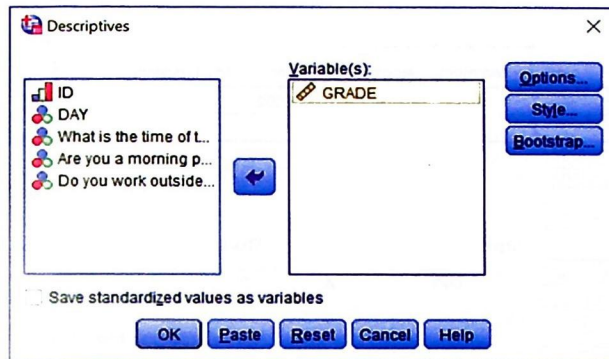 Descriptives
Variable(s):
ID
DAY
What is the time of t...
Are you a morning p...
Do you work outside...
GRADE
Options...
Style...
Bootstrap...
Save standardized values as variables
OK
Paste
Reset
Cancel
Help